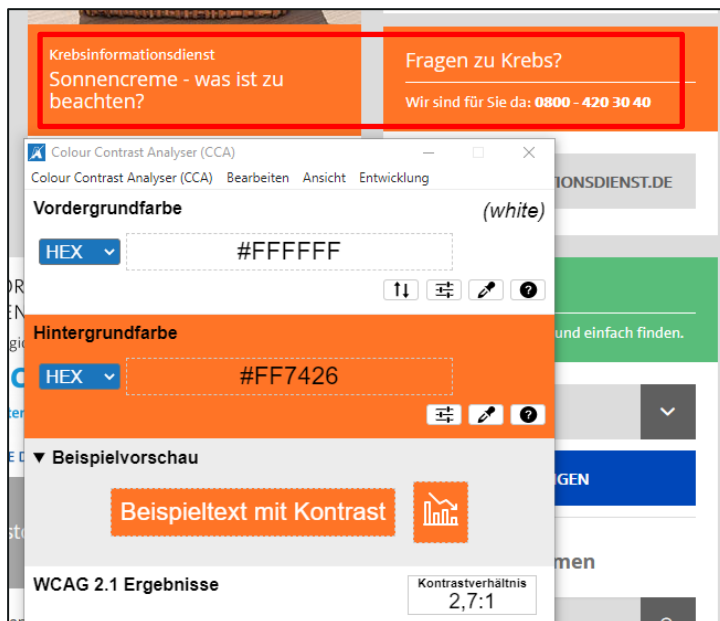 Krebsinformationsdienst
Sonnencreme - was ist zu
beachten?
Fragen zu Krebs?
Wir sind für Sie da: 0800 - 420 30 40
Colour Contrast Analyser (CCA)
Colour Contrast Analyser (CCA) Bearbeiten Ansicht Entwicklung
IONSDIENST.DE
Vordergrundfarbe
(white)
HEX
#FFFFFF
Hintergrundfarbe
und einfach finden.
HEX
#FF7426
Beispielvorschau
GEN
Beispieltext mit Kontrast
men
WCAG 2.1 Ergebnisse
Kontrastverhältnis
2,7:1